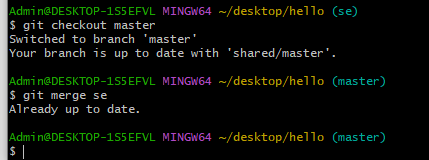 Admin@DESKTOP-1S5EFVL MINGW64 ~/desktop/hello (se)
$ git checkout master
Switched to branch 'master'
Your branch is up to date with 'shared/master'.
Admin@DESKTOP-1S5EFVL MINGW64 ~/desktop/hello (master)
$ git merge se
Already up to date.
Admin@DESKTOP-1S5EFVL MINGW64 ~/desktop/hello (master)
$